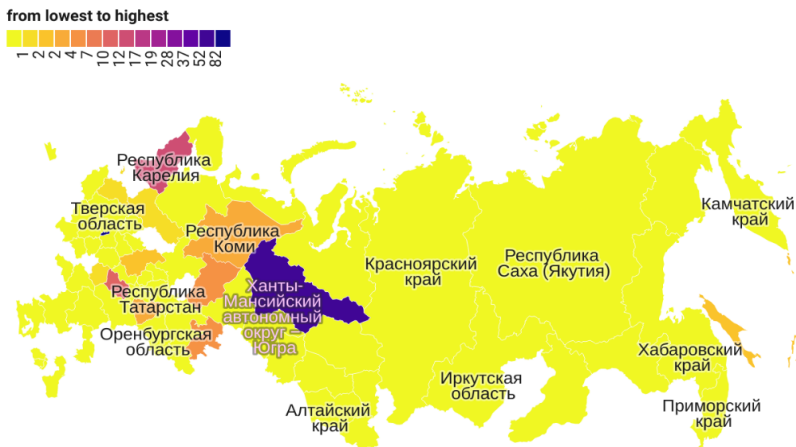 from lowest to highest
1 2 2 4 7 10 12 17 19 28 37 52 82
Республика
Карелия
Тверская
область
Республика
Коми
Камчатский
край
Красноярский
край
Республика
Саха (Якутия)
Ханты-
Мансийский
автономный
округ –
Югра
Республика
Татарстан
Оренбургская
область
Хабаровский
край
Иркутская
область
Алтайский
край
Приморский
край